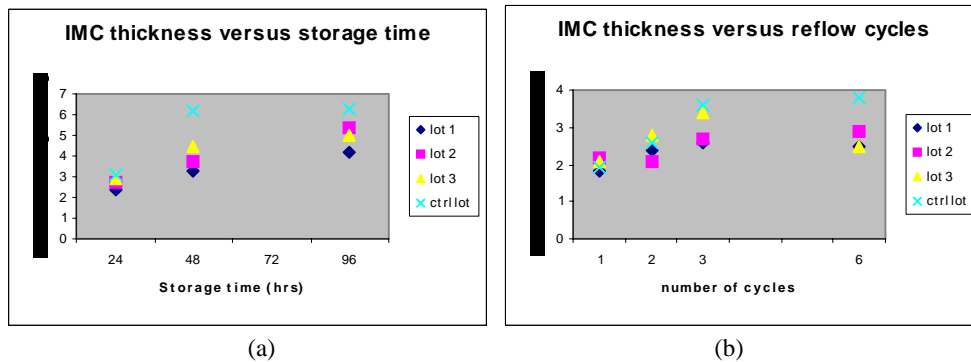 IMC thickness versus storage time
7
6
5
4
3
2
1
0
24 48 72 96
Storage time (hrs)
lot 1
lot 2
lot 3
ctrl lot
(a)
IMC thickness versus reflow cycles
4
3
2
1
0
1 2 3 6
number of cycles
lot 1
lot 2
lot 3
ctrl lot
(b)